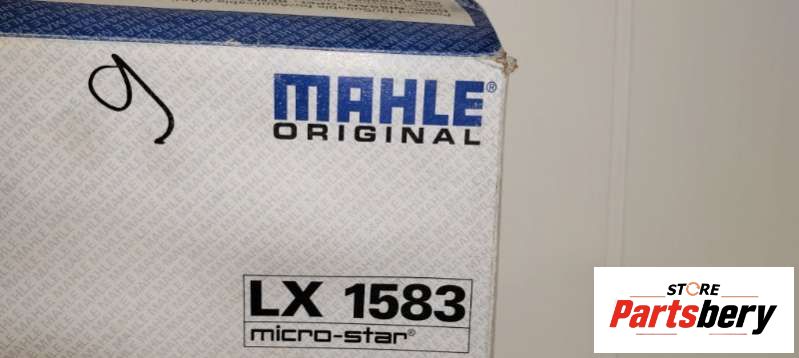 9
MAHLE®
ORIGINAL
LX 1583
micro-star®
STORE
Partsbery